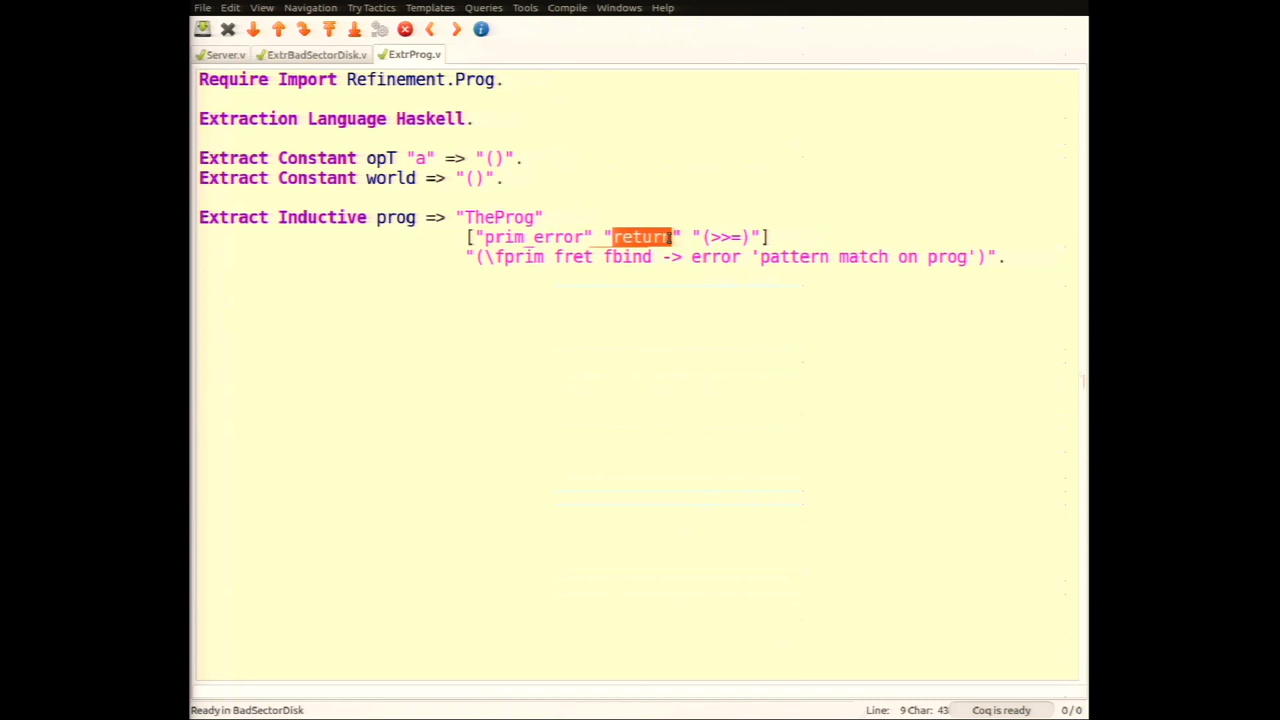 File Edit View Navigation Try Tactics Templates Queries Tools Compile Windows Help
Server.v ExtrBadSectorDisk.v ExtrProg.v
Require Import Refinement.Prog.
Extraction Language Haskell.
Extract Constant opT "a" => "()".
Extract Constant world => "()".
Extract Inductive prog => "TheProg"
["prim_error" "return" "(>>=)"]
"(\fprim fret fbind -> error 'pattern match on prog')".
Ready in BadSectorDisk Line: 9 Char: 43 Coq is ready 0 / 0